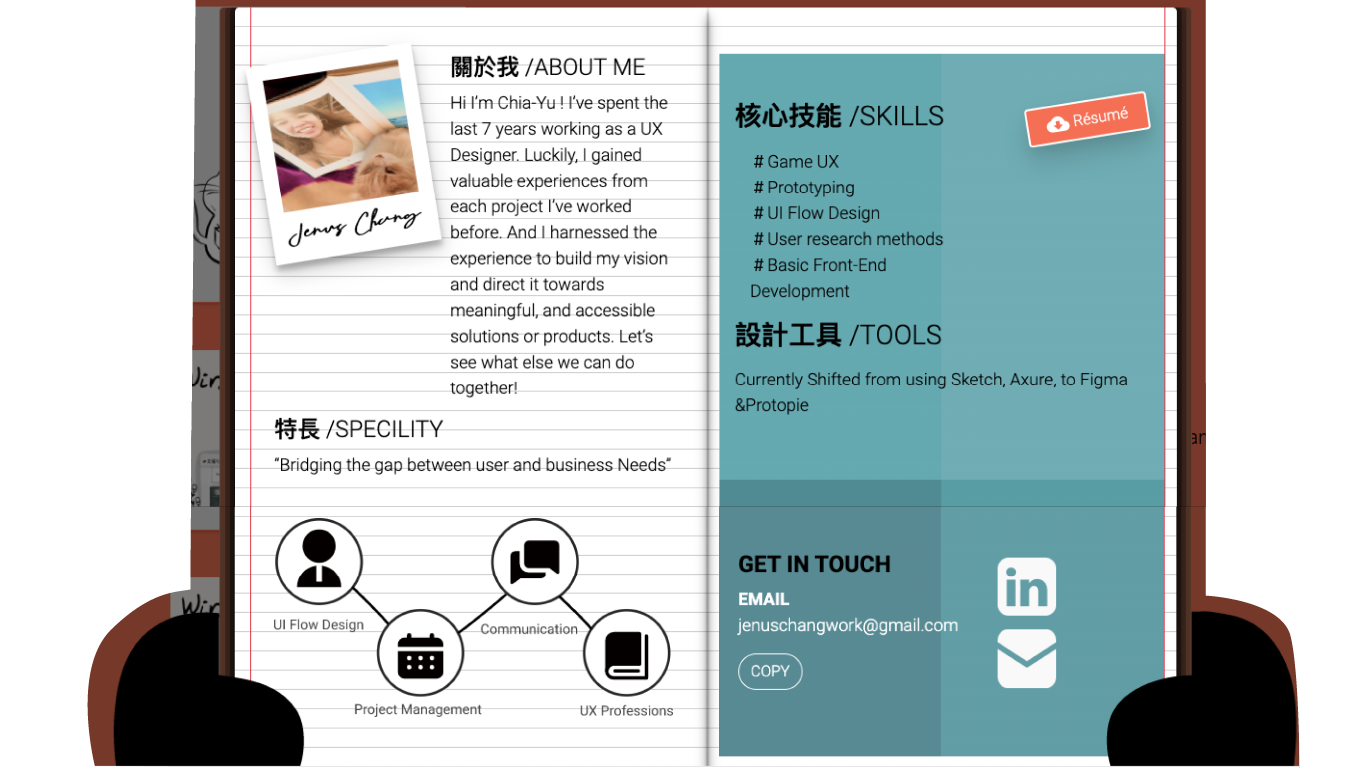 關於我 /ABOUT ME
Hi I’m Chia-Yu ! I’ve spent the
last 7 years working as a UX
Designer. Luckily, I gained
valuable experiences from
each project I’ve worked
before. And I harnessed the
experience to build my vision
and direct it towards
meaningful, and accessible
solutions or products. Let’s
see what else we can do
together!
Jenus Chang
特長 /SPECILITY
“Bridging the gap between user and business Needs”
UI Flow Design
Communication
Project Management
UX Professions
核心技能 /SKILLS
Résumé
# Game UX
# Prototyping
# UI Flow Design
# User research methods
# Basic Front-End
Development
設計工具 /TOOLS
Currently Shifted from using Sketch, Axure, to Figma
&Protopie
GET IN TOUCH
EMAIL
jenuschangwork@gmail.com
COPY
in